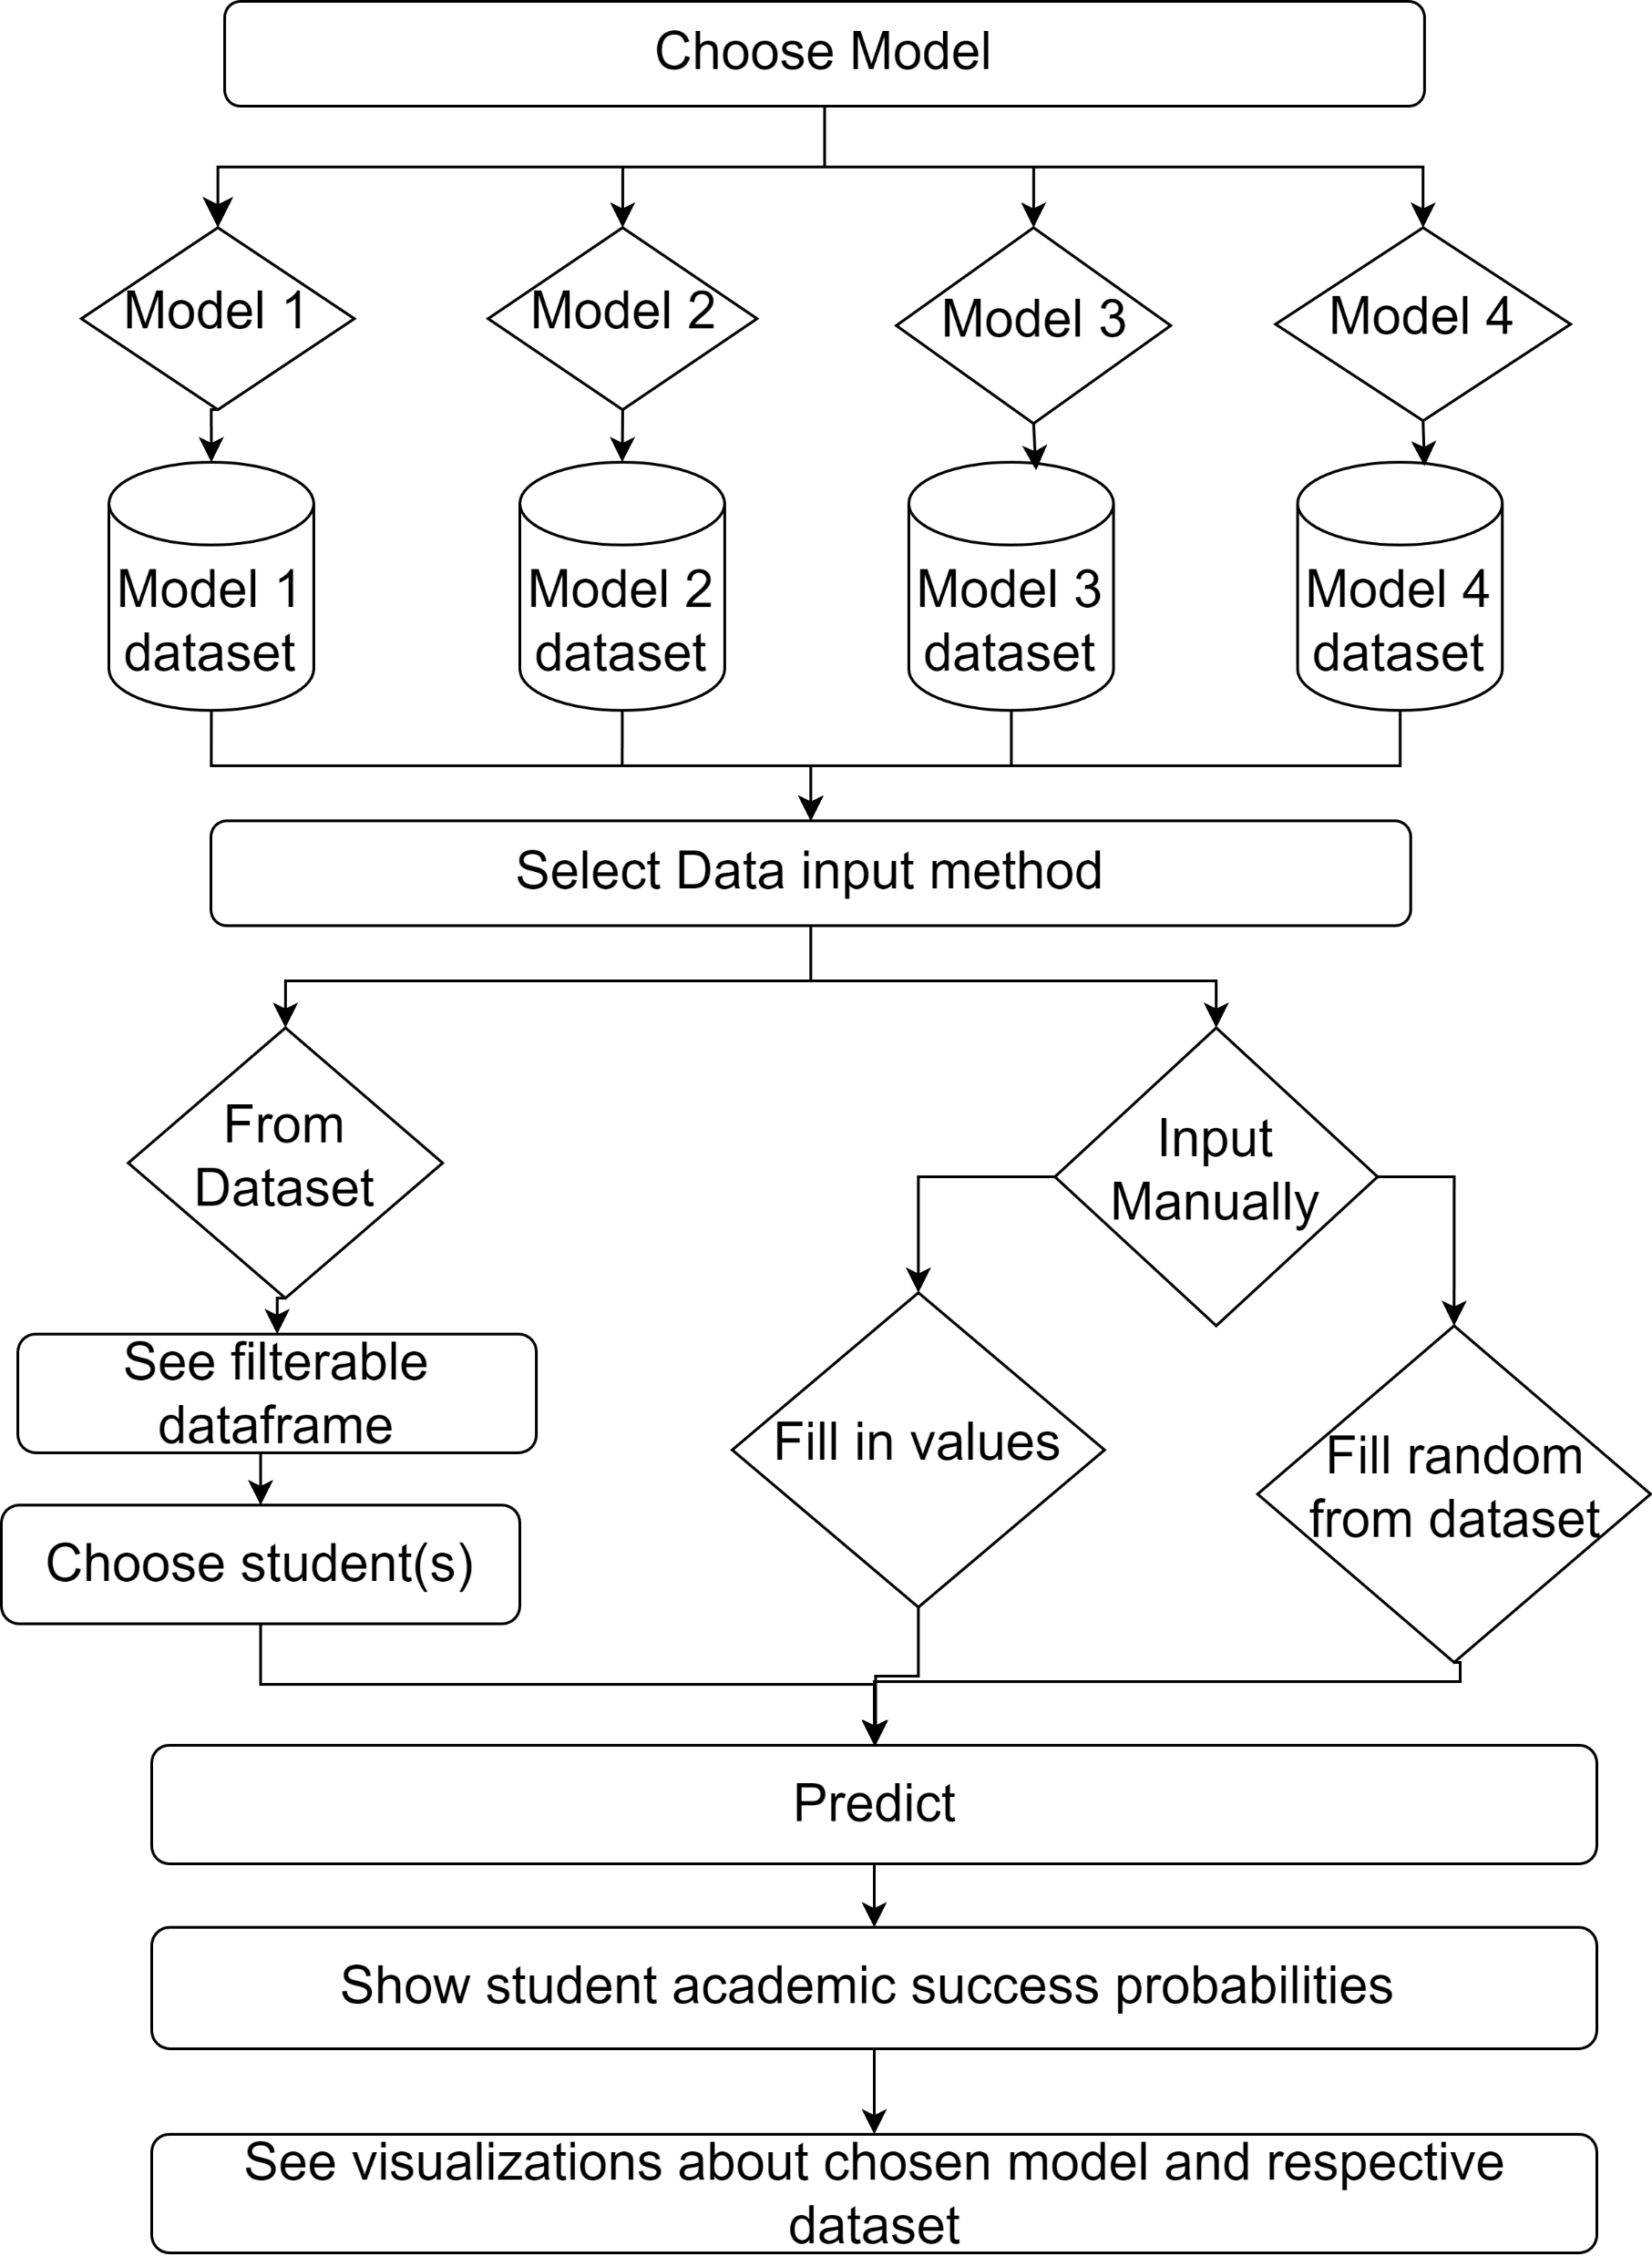 Choose Model
Model 1
Model 2
Model 3
Model 4
Model 1
dataset
Model 2
dataset
Model 3
dataset
Model 4
dataset
Select Data input method
From
Dataset
Input
Manually
See filterable
dataframe
Choose student(s)
Fill in values
Fill random
from dataset
Predict
Show student academic success probabilities
See visualizations about chosen model and respective
dataset